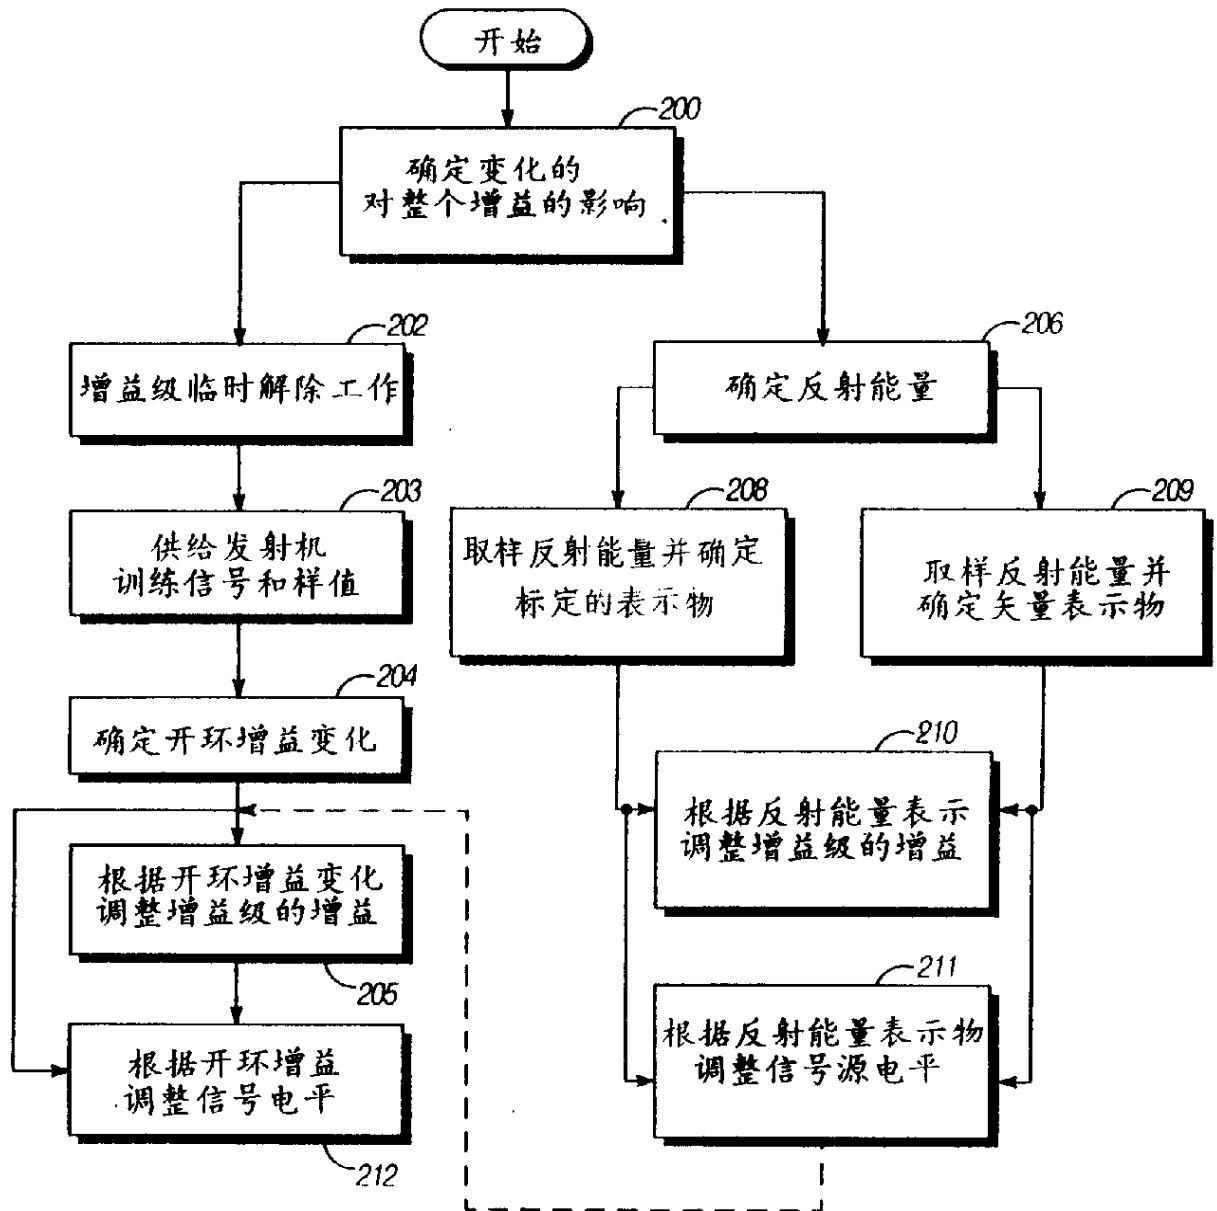 开始
200
确定变化的
对整个增益的影响
202
增益级临时解除工作
206
确定反射能量
203
供给发射机
训练信号和样值
208
取样反射能量并确定
标定的表示物
209
取样反射能量并
确定矢量表示物
204
确定开环增益变化
210
根据反射能量表示
调整增益级的增益
根据开环增益变化
调整增益级的增益
205
211
根据反射能量表示物
调整信号源电平
根据开环增益
调整信号电平
212